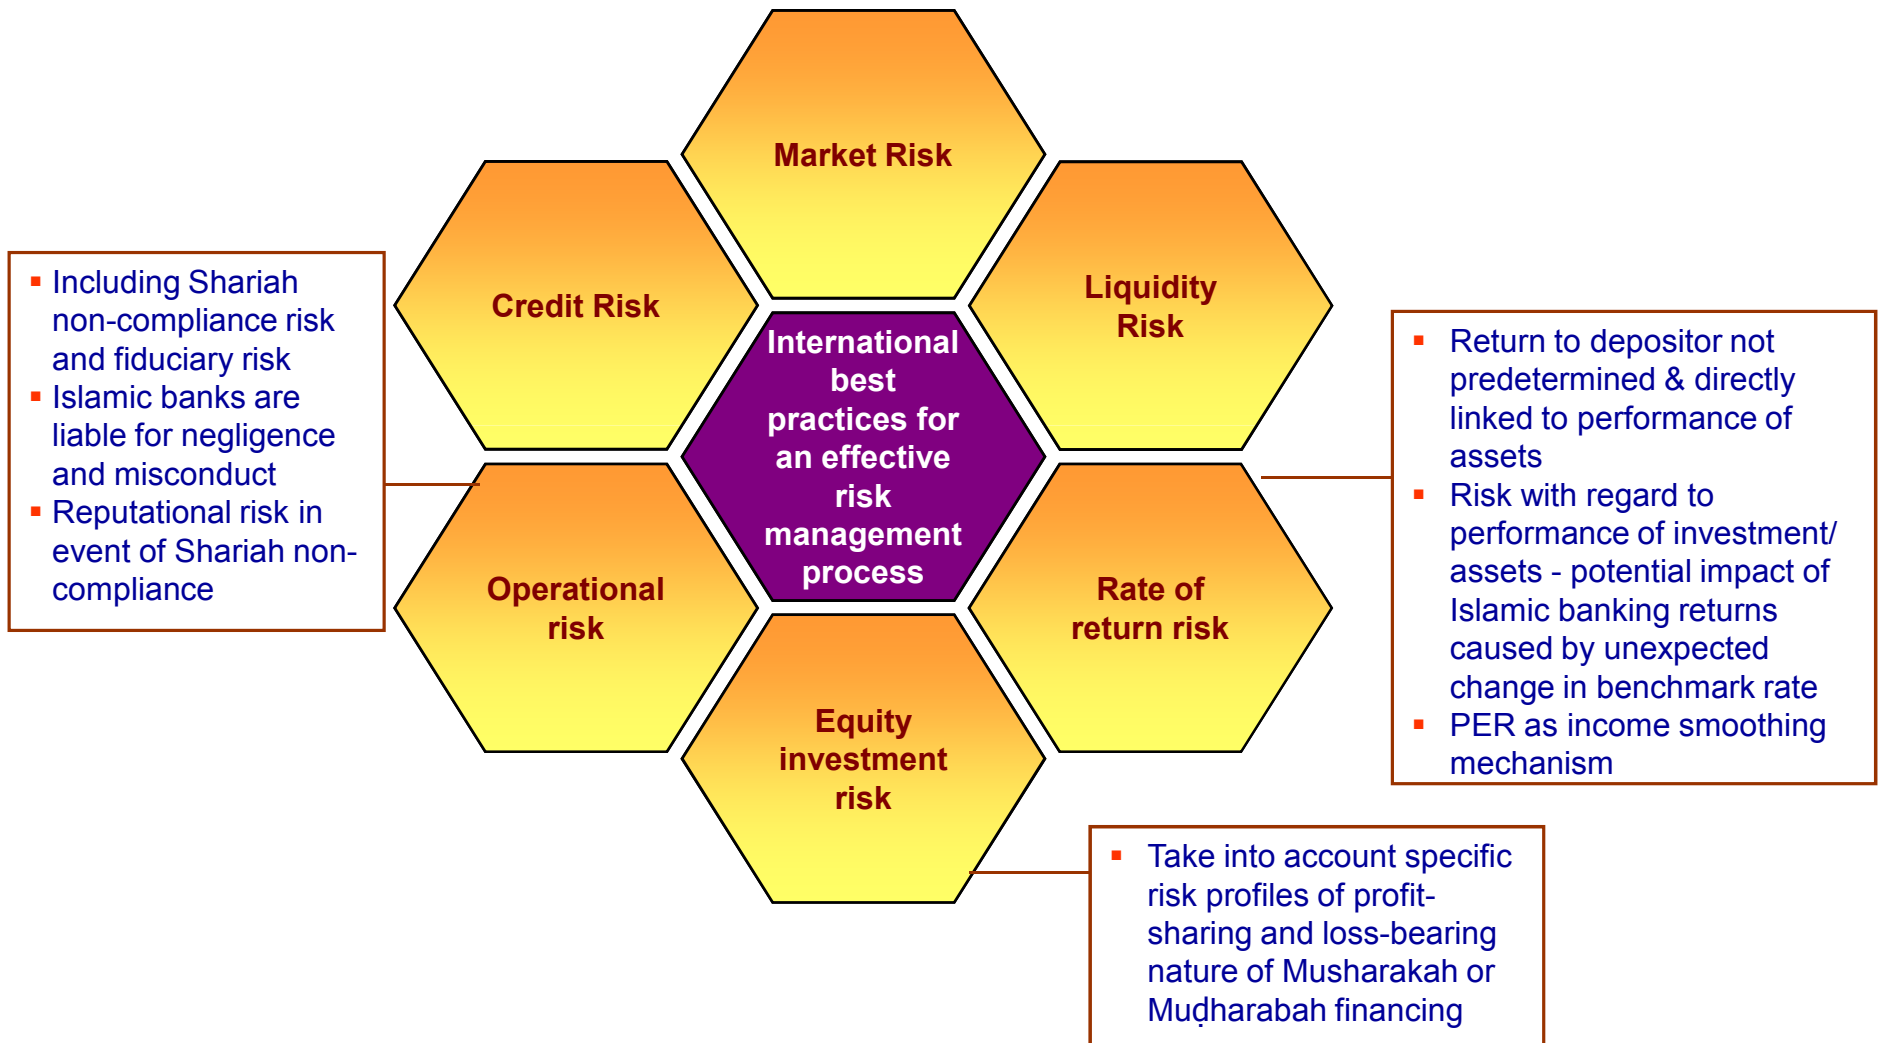 Market Risk
Credit Risk
Liquidity
Risk
International
best
practices for
an effective
risk
management
process
Operational
risk
Rate of
return risk
Equity
investment
risk
▪ Including Shariah
non-compliance risk
and fiduciary risk
▪ Islamic banks are
liable for negligence
and misconduct
▪ Reputational risk in
event of Shariah non-
compliance
▪ Return to depositor not
predetermined & directly
linked to performance of
assets
▪ Risk with regard to
performance of investment/
assets - potential impact of
Islamic banking returns
caused by unexpected
change in benchmark rate
▪ PER as income smoothing
mechanism
▪ Take into account specific
risk profiles of profit-
sharing and loss-bearing
nature of Musharakah or
Muḍharabah financing